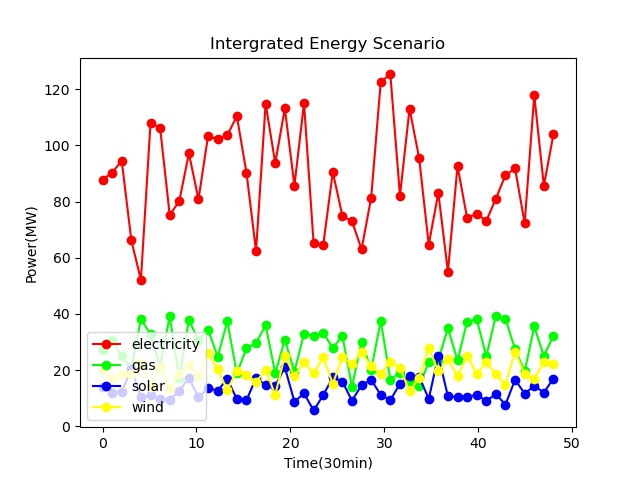 Intergrated Energy Scenario
Power(MW)
120
100
80
60
40
20
0
electricity
gas
solar
wind
0 10 20 30 40 50
Time(30min)